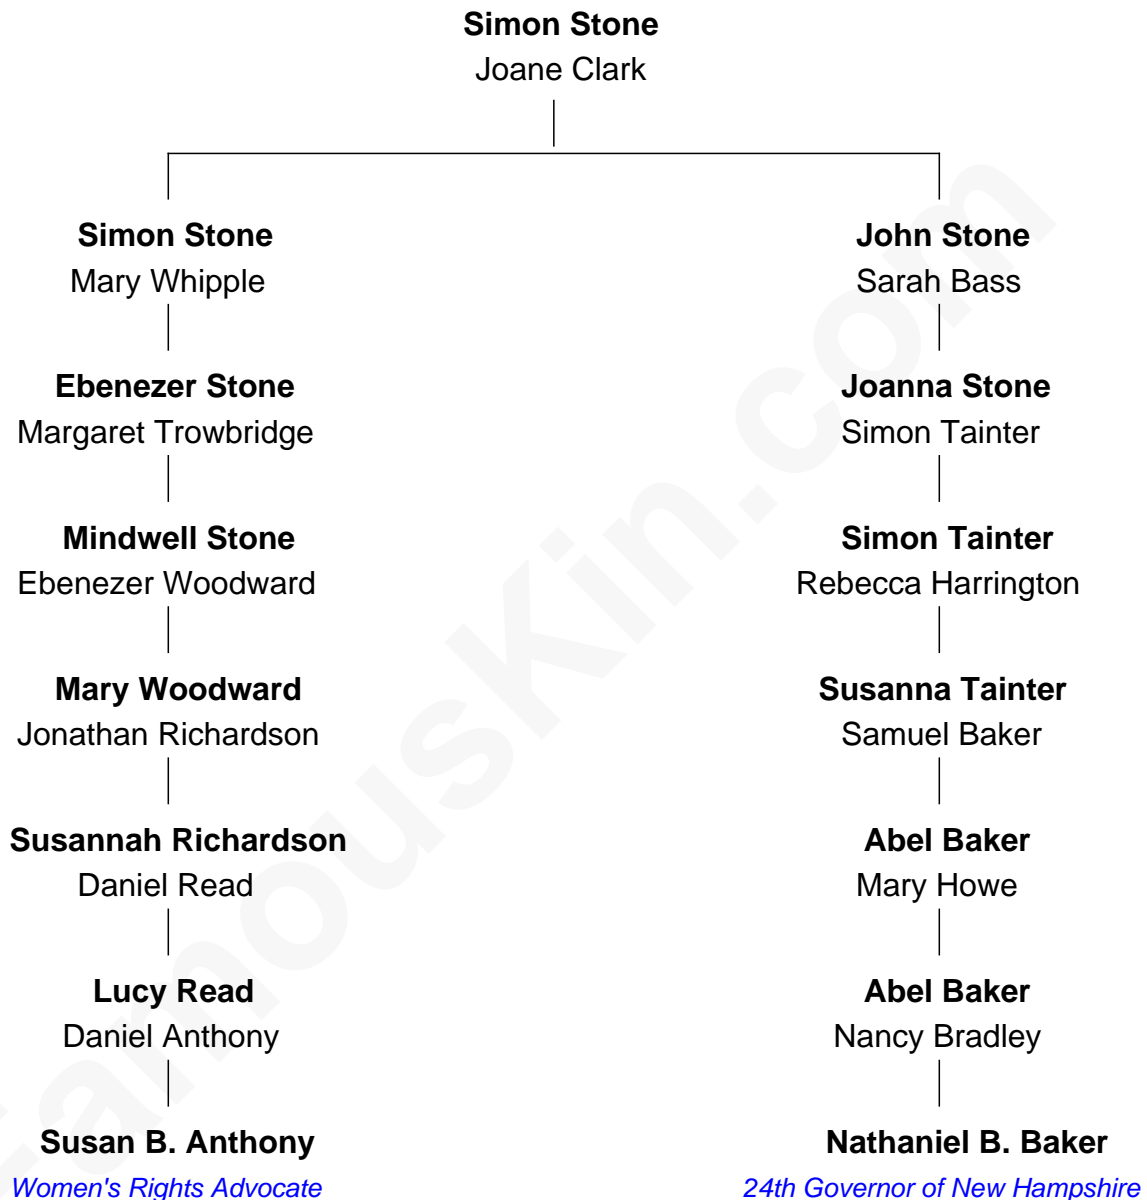 Simon Stone
Joane Clark
Simon Stone
Mary Whipple
Ebenezer Stone
Margaret Trowbridge
Mindwell Stone
Ebenezer Woodward
Mary Woodward
Jonathan Richardson
Susannah Richardson
Daniel Read
Lucy Read
Daniel Anthony
Susan B. Anthony
Women's Rights Advocate
John Stone
Sarah Bass
Joanna Stone
Simon Tainter
Simon Tainter
Rebecca Harrington
Susanna Tainter
Samuel Baker
Abel Baker
Mary Howe
Abel Baker
Nancy Bradley
Nathaniel B. Baker
24th Governor of New Hampshire
FamousKin.com